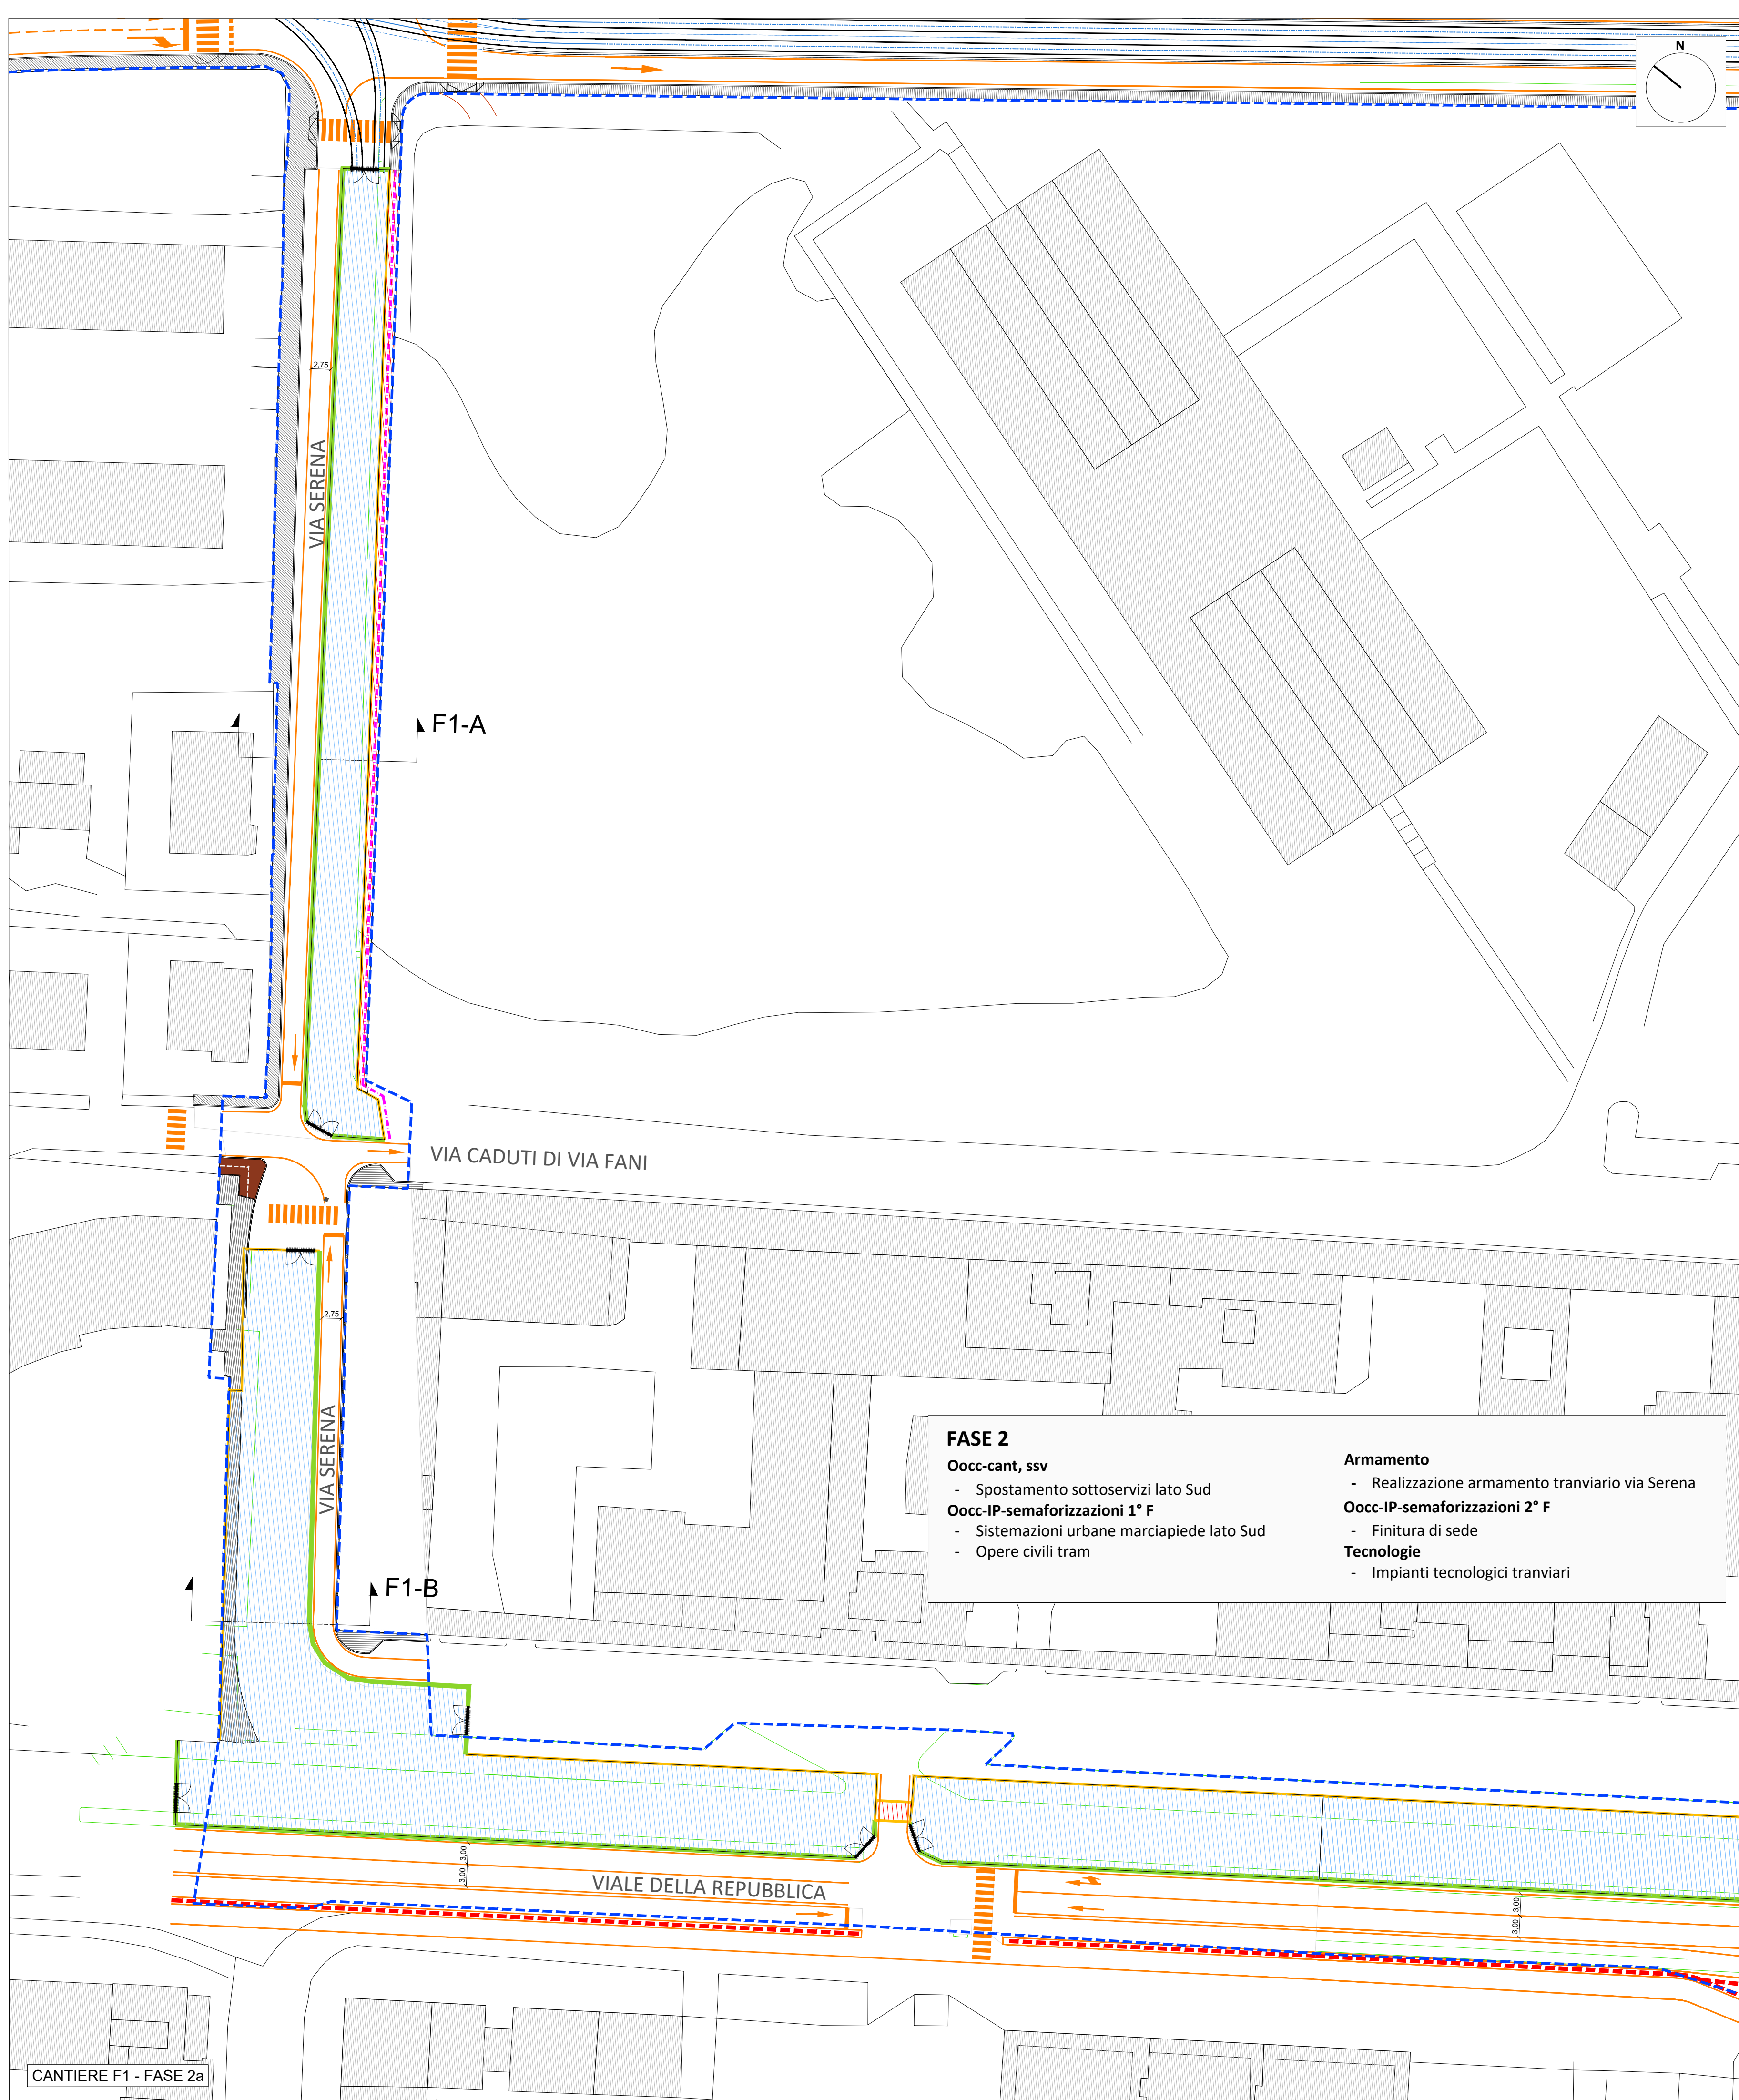 N
2,75
VIA SERENA
F1-A
VIA CADUTI DI VIA FANI
2,75
VIA SERENA
F1-B
FASE 2
Oocc-cant, ssv
- Spostamento sottoservizi lato Sud
Oocc-IP-semaforizzazioni 1° F
- Sistemazioni urbane marciapiede lato Sud
- Opere civili tram
Armamento
- Realizzazione armamento tranviario via Serena
Oocc-IP-semaforizzazioni 2° F
- Finitura di sede
Tecnologie
- Impianti tecnologici tranviari
3,00 3,00
VIALE DELLA REPUBBLICA
3,00 3,00
CANTIERE F1 - FASE 2a